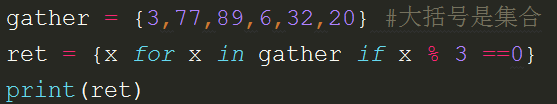 gather = {3,77,89,6,32,20} #大括号是集合
ret = {x for x in gather if x % 3 ==0}
print(ret)